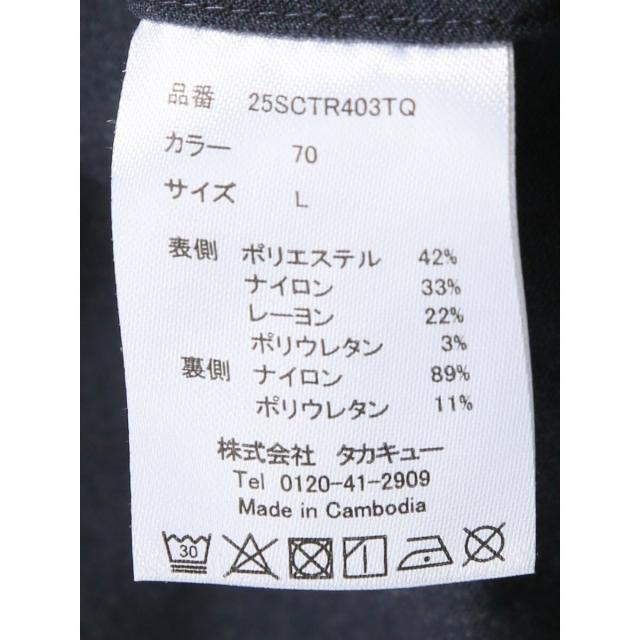 品番 25SCTR403TQ
カラー 70
サイズ L
表側 ポリエステル 42%
ナイロン 33%
レーヨン 22%
ポリウレタン 3%
裏側 ナイロン 89%
ポリウレタン 11%
株式会社 タカキュー
Tel 0120-41-2909
Made in Cambodia
30